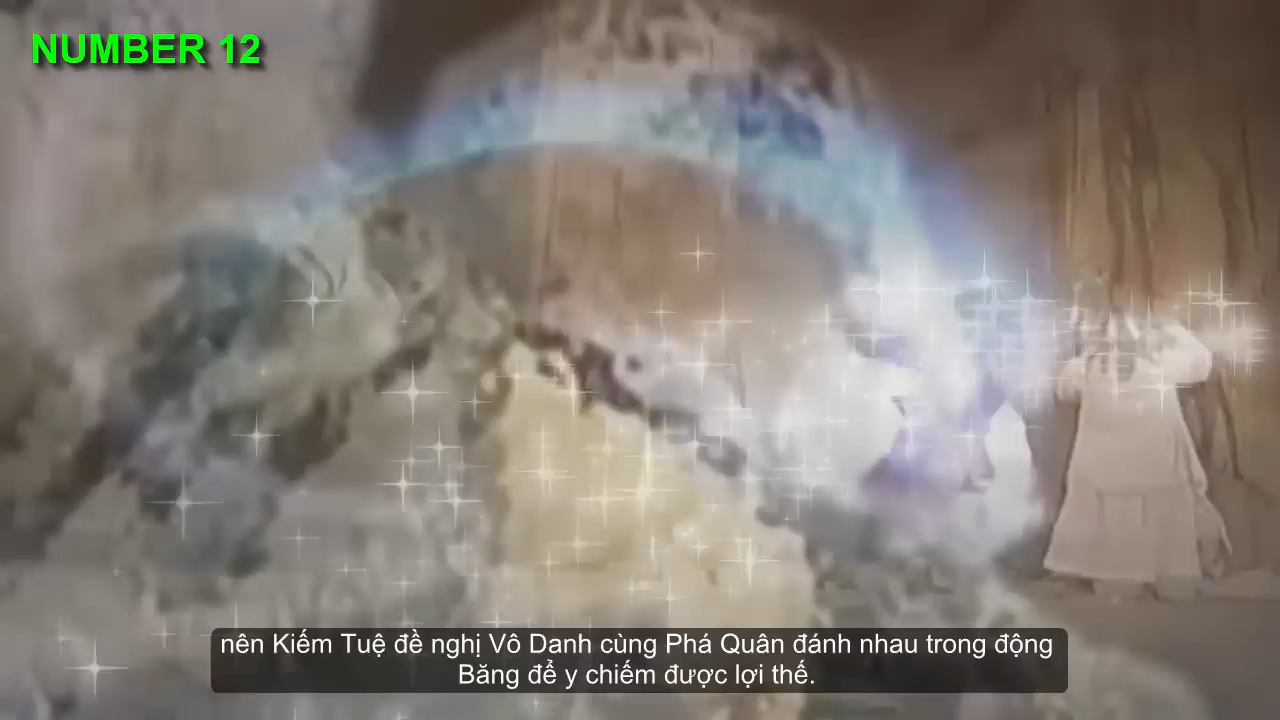 NUMBER 12
nên Kiếm Tuệ đề nghị Vô Danh cùng Phá Quân đánh nhau trong động
Băng để y chiếm được lợi thế.